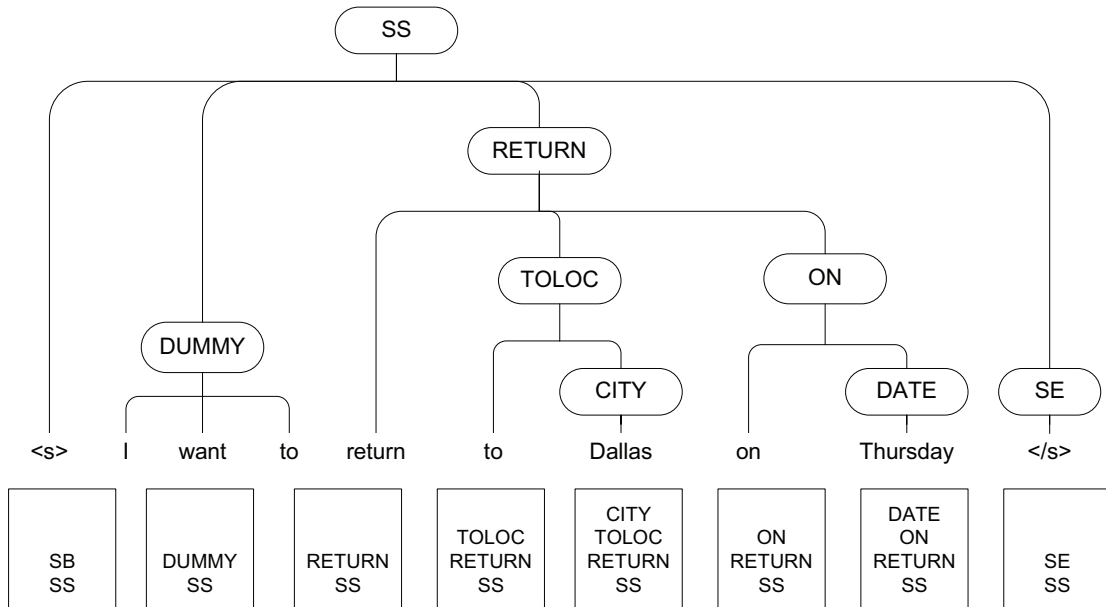 SS
RETURN
TOLOC
ON
DUMMY
CITY
DATE
SE
<s> I want to return to Dallas on Thursday </s>
SB
SS
DUMMY
SS
RETURN
SS
TOLOC
RETURN
SS
CITY
TOLOC
RETURN
SS
ON
RETURN
SS
DATE
ON
RETURN
SS
SE
SS